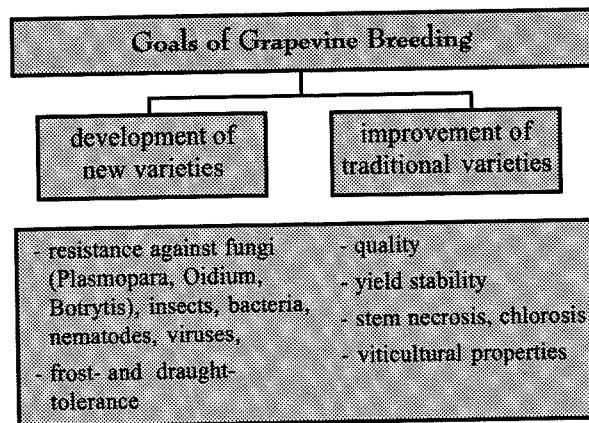 Goals of Grapevine Breeding
development of
new varieties
improvement of
traditional varieties
- resistance against fungi
(Plasmopara, Oidium,
Botrytis), insects, bacteria,
nematodes, viruses,
- frost- and draught-
tolerance
- quality
- yield stability
- stem necrosis, chlorosis
- viticultural properties